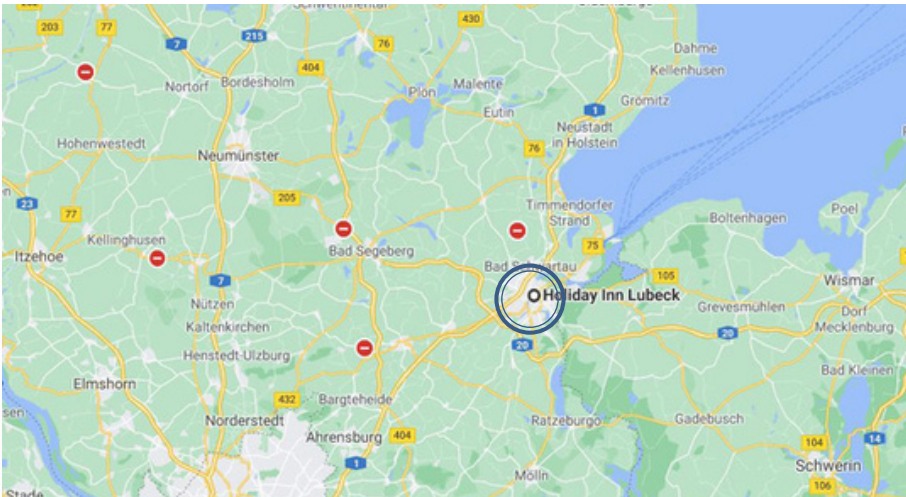 203
77
430
215
7
76
404
Dahme
Kellenhusen
Nortorf
Bordesholm
Plön
Malente
Eutin
1
Grömitz
Hohenwestedt
Neumünster
76
Neustadt
in Holstein
205
23
77
Timmendorfer
Strand
Boltenhagen
Poel
Kellinghusen
Itzehoe
Bad Segeberg
75
7
105
Wismar
Holiday Inn Lubeck
Nützen
Grevesmühlen
Dorf
Mecklenburg
Kaltenkirchen
20
20
Henstedt-Ulzburg
Bad Kleinen
Elmshorn
432
Bargteheide
Norderstedt
Ratzeburgo
Gadebusch
Ahrensburg
404
104
14
1
Schwerin
Mölln
106